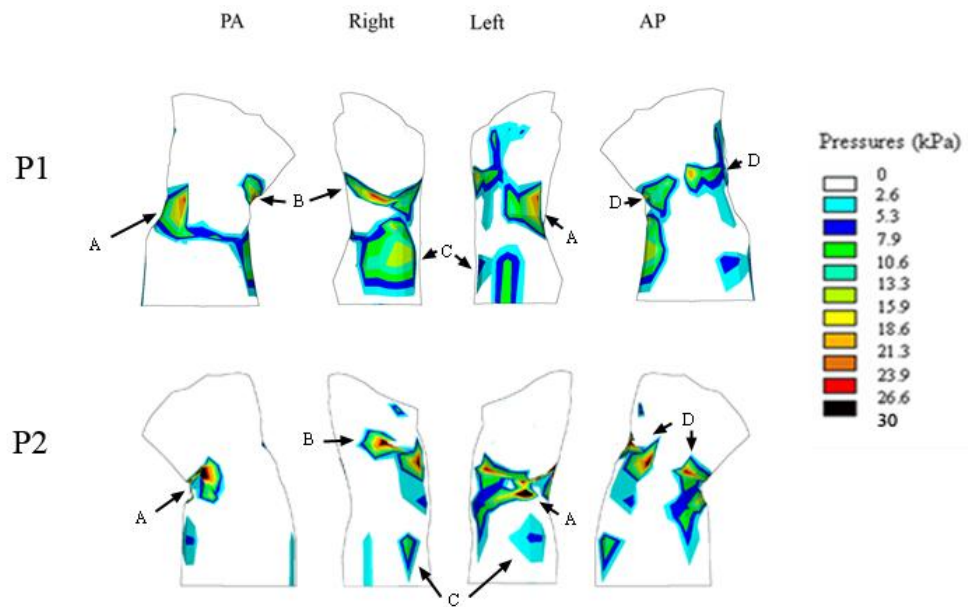 PA Right Left AP
P1
A
B
C
A
D
D
Pressures (kPa)
0
2.6
5.3
7.9
10.6
13.3
15.9
18.6
21.3
23.9
26.6
30
P2
A
B
C
A
D